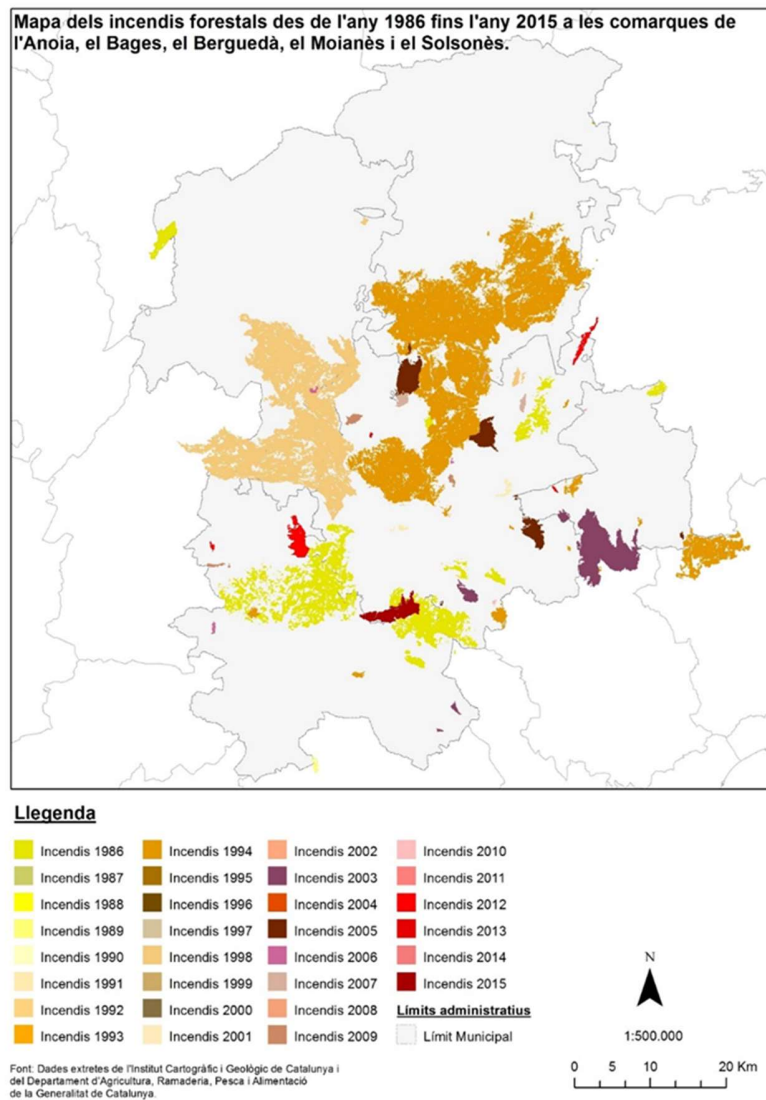 Mapa dels incendis forestals des de l'any 1986 fins l'any 2015 a les comarques de
l'Anoia, el Bages, el Berguedà, el Moianès i el Solsonès.
Llegenda
Incendis 1986
Incendis 1987
Incendis 1988
Incendis 1989
Incendis 1990
Incendis 1991
Incendis 1992
Incendis 1993
Incendis 1994
Incendis 1995
Incendis 1996
Incendis 1997
Incendis 1998
Incendis 1999
Incendis 2000
Incendis 2001
Incendis 2002
Incendis 2003
Incendis 2004
Incendis 2005
Incendis 2006
Incendis 2007
Incendis 2008
Incendis 2009
Incendis 2010
Incendis 2011
Incendis 2012
Incendis 2013
Incendis 2014
Incendis 2015
Límits administratius
Límit Municipal
N
1:500.000
0 5 10 20 Km
Font: Dades extretes de l'Institut Cartogràfic i Geològic de Catalunya i
del Departament d'Agricultura, Ramaderia, Pesca i Alimentació
de la Generalitat de Catalunya.